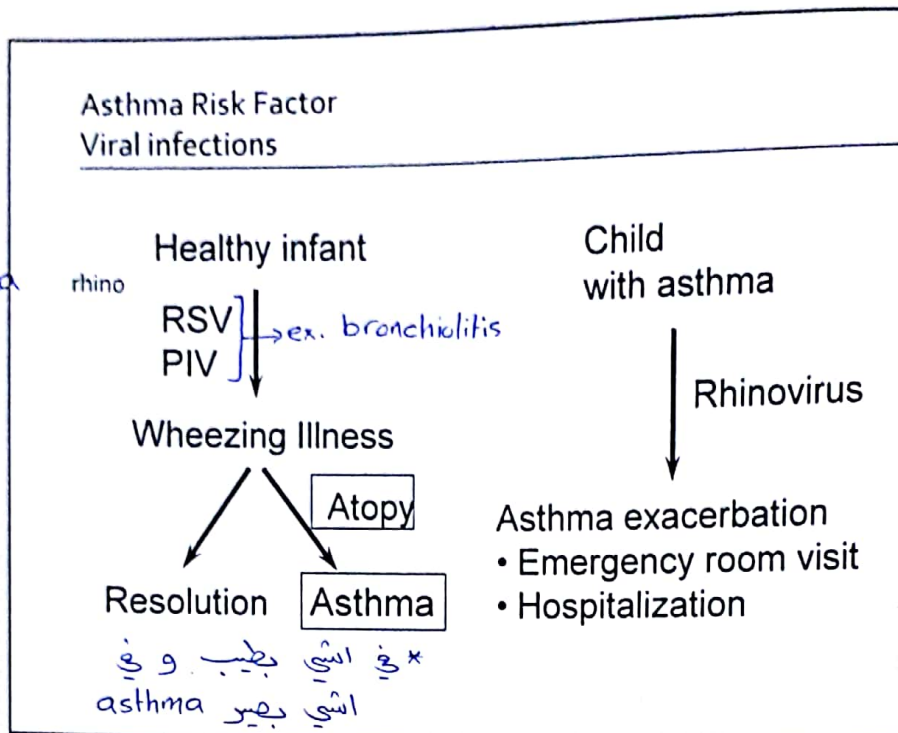 Asthma Risk Factor
Viral infections
Healthy infant
rhino
RSV
PIV
ex. bronchiolitis
Wheezing Illness
Atopy
Resolution
Asthma
* في اشي بطيب و في
اشي بصير asthma
Child
with asthma
Rhinovirus
Asthma exacerbation
• Emergency room visit
• Hospitalization